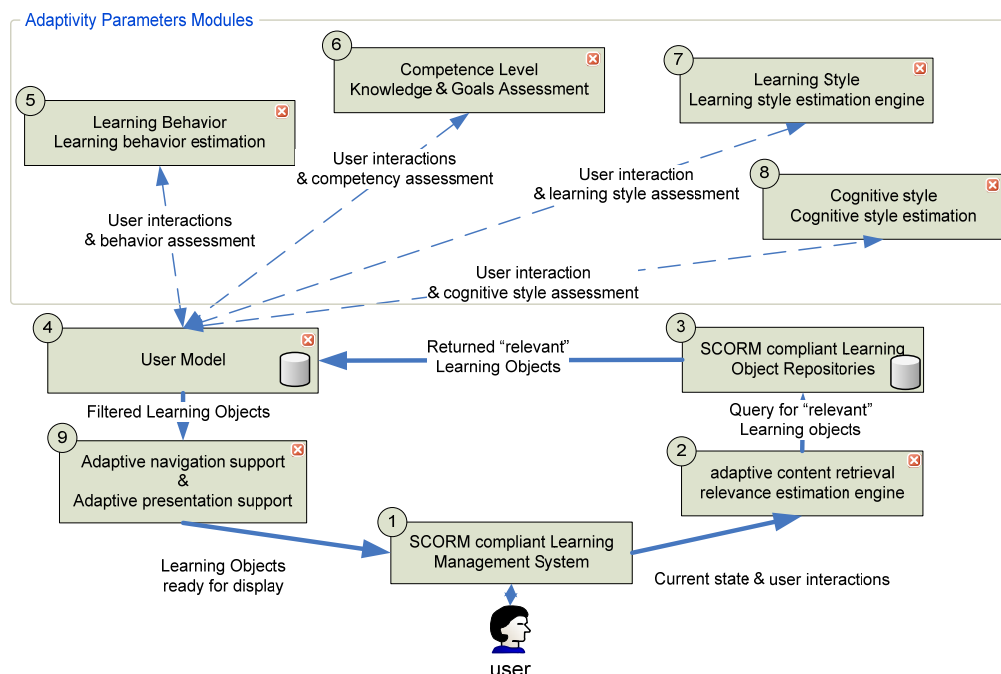 Adaptivity Parameters Modules
6
Competence Level
Knowledge & Goals Assessment
7
Learning Style
Learning style estimation engine
5
Learning Behavior
Learning behavior estimation
User interactions
& competency assessment
User interaction
& learning style assessment
8
Cognitive style
Cognitive style estimation
User interactions
& behavior assessment
User interaction
& cognitive style assessment
4
User Model
Returned “relevant”
Learning Objects
3
SCORM compliant Learning
Object Repositories
Filtered Learning Objects
Query for “relevant”
Learning objects
9
Adaptive navigation support
&
Adaptive presentation support
2
adaptive content retrieval
relevance estimation engine
1
SCORM compliant Learning
Management System
Learning Objects
ready for display
Current state & user interactions
user